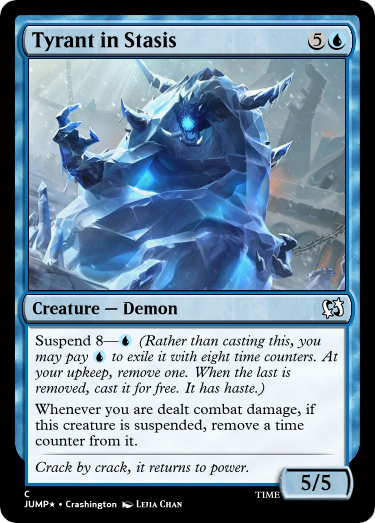 Tyrant in Stasis 5
Creature — Demon
Suspend 8— (Rather than casting this, you
may pay to exile it with eight time counters. At
your upkeep, remove one. When the last is
removed, cast it for free. It has haste.)
Whenever you are dealt combat damage, if
this creature is suspended, remove a time
counter from it.
Crack by crack, it returns to power.
5/5
C
JUMP★ • Crashington Lejia Chan
TIME